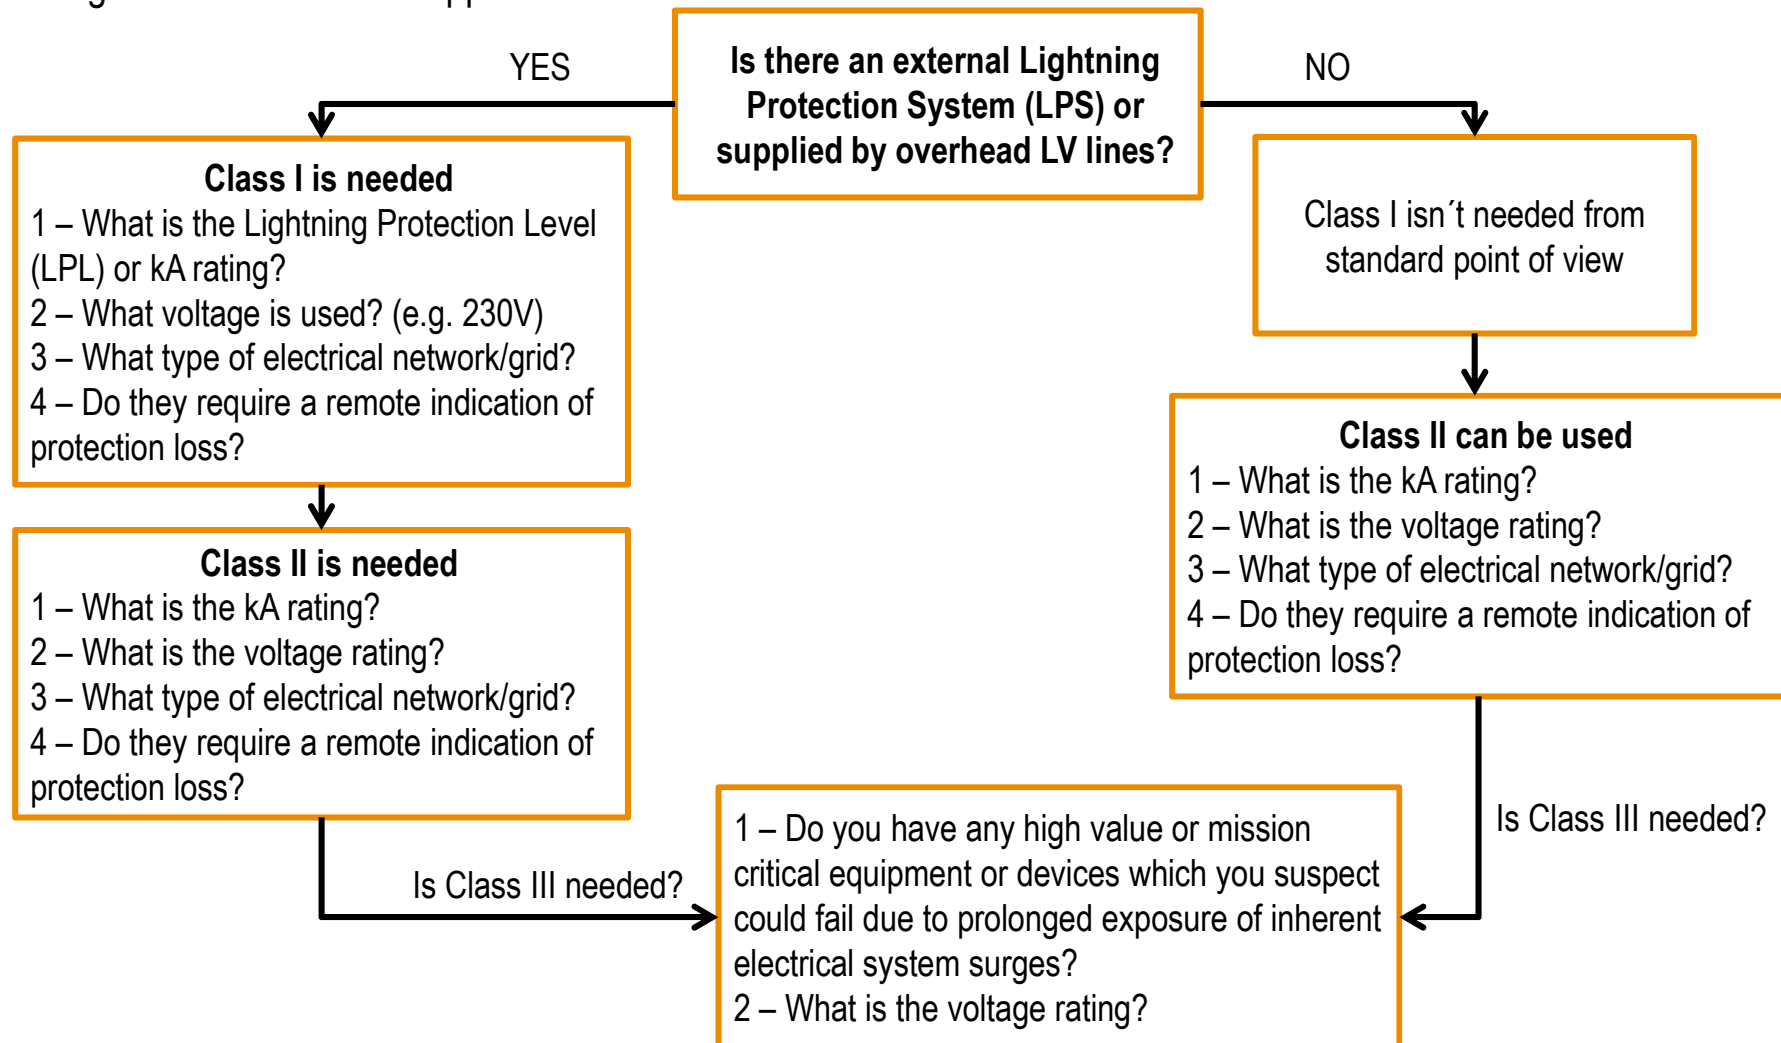 Is there an external Lightning
Protection System (LPS) or
supplied by overhead LV lines?
YES
NO
Class I is needed
1 – What is the Lightning Protection Level
(LPL) or kA rating?
2 – What voltage is used? (e.g. 230V)
3 – What type of electrical network/grid?
4 – Do they require a remote indication of
protection loss?
Class II is needed
1 – What is the kA rating?
2 – What is the voltage rating?
3 – What type of electrical network/grid?
4 – Do they require a remote indication of
protection loss?
Is Class III needed?
Class I isn´t needed from
standard point of view
Class II can be used
1 – What is the kA rating?
2 – What is the voltage rating?
3 – What type of electrical network/grid?
4 – Do they require a remote indication of
protection loss?
Is Class III needed?
1 – Do you have any high value or mission
critical equipment or devices which you suspect
could fail due to prolonged exposure of inherent
electrical system surges?
2 – What is the voltage rating?